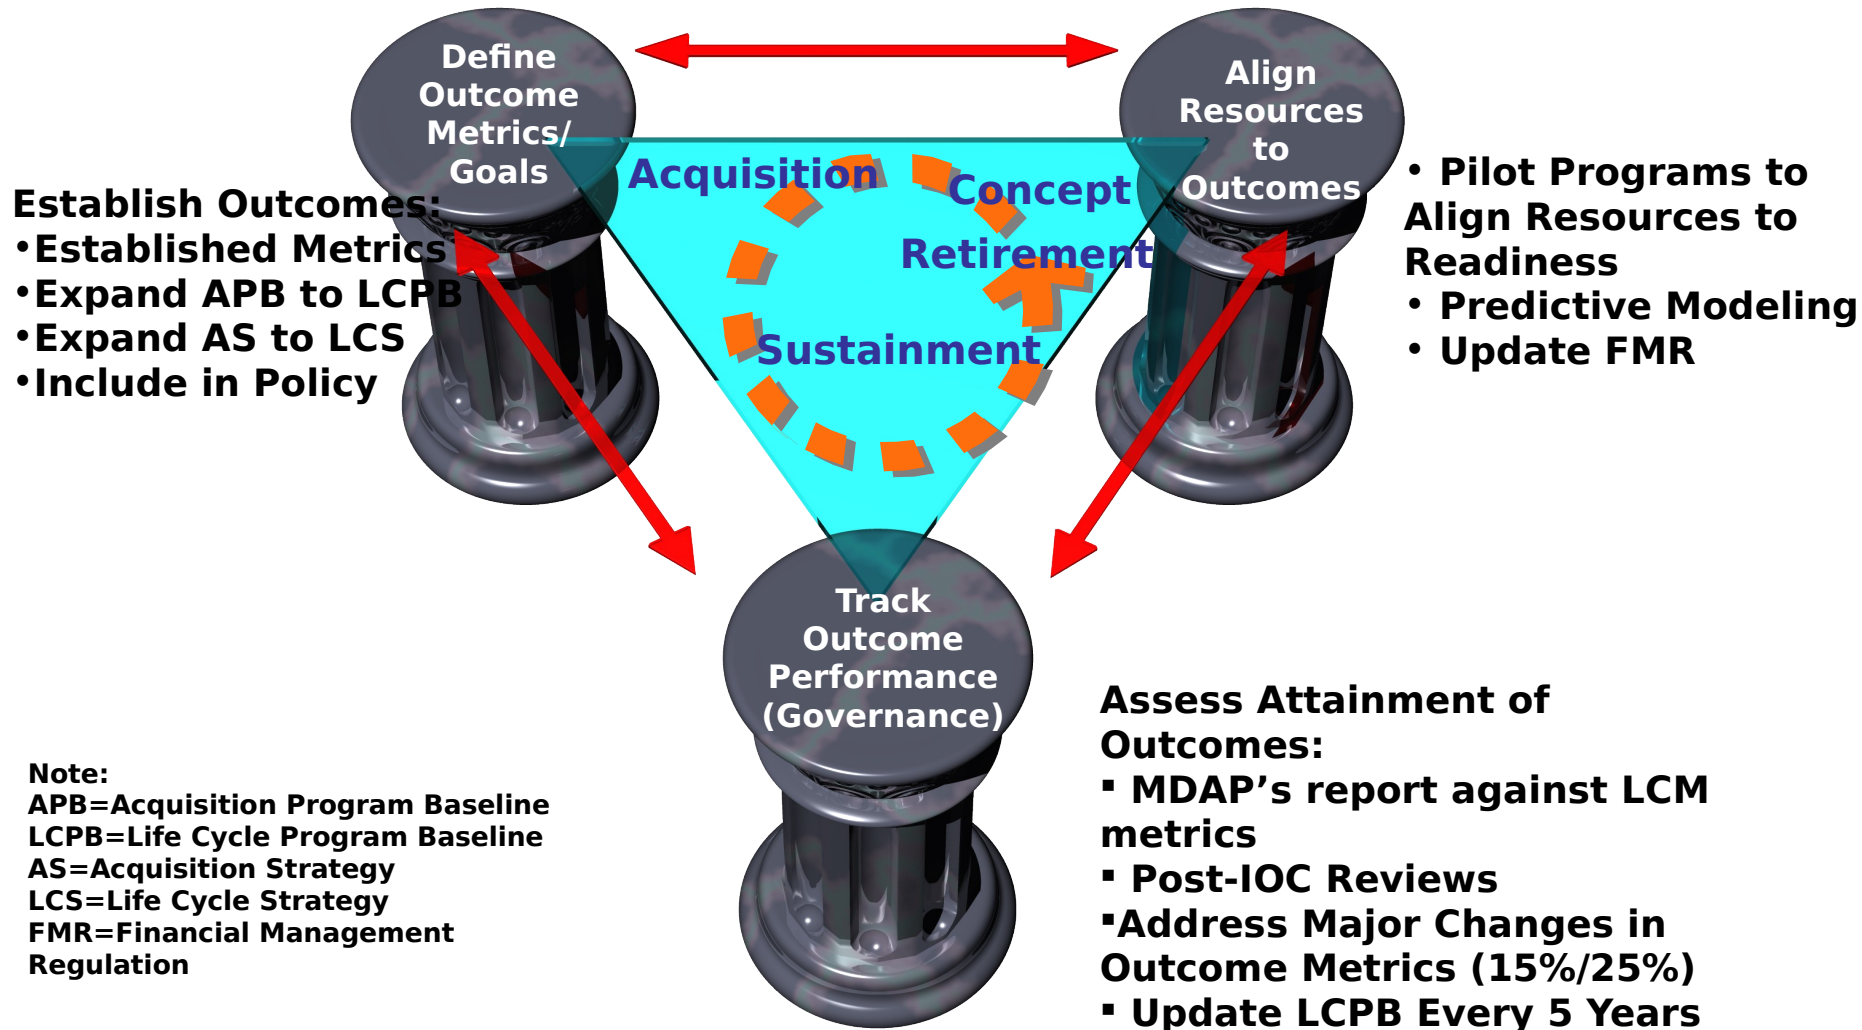 Define
Outcome
Metrics/
Goals
Align
Resources
to
Outcomes
Acquisition
Concept
Retirement
Sustainment
Establish Outcomes:
•Established Metrics
•Expand APB to LCPB
•Expand AS to LCS
•Include in Policy
• Pilot Programs to
Align Resources to
Readiness
• Predictive Modeling
• Update FMR
Track
Outcome
Performance
(Governance)
Note:
APB=Acquisition Program Baseline
LCPB=Life Cycle Program Baseline
AS=Acquisition Strategy
LCS=Life Cycle Strategy
FMR=Financial Management
Regulation
Assess Attainment of
Outcomes:
▪ MDAP’s report against LCM
metrics
▪ Post-IOC Reviews
▪Address Major Changes in
Outcome Metrics (15%/25%)
▪ Update LCPB Every 5 Years